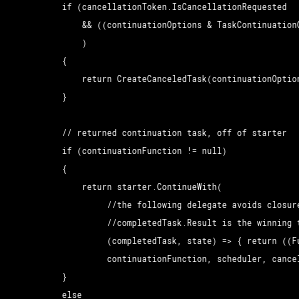 if (cancellationToken.IsCancellationRequested
&& ((continuationOptions & TaskContinuationO
)
{
return CreateCanceledTask(continuationOption
}
// returned continuation task, off of starter
if (continuationFunction != null)
{
return starter.ContinueWith(
//the following delegate avoids closure
//completedTask.Result is the winning t
(completedTask, state) => { return ((Fu
continuationFunction, scheduler, cancel
}
else